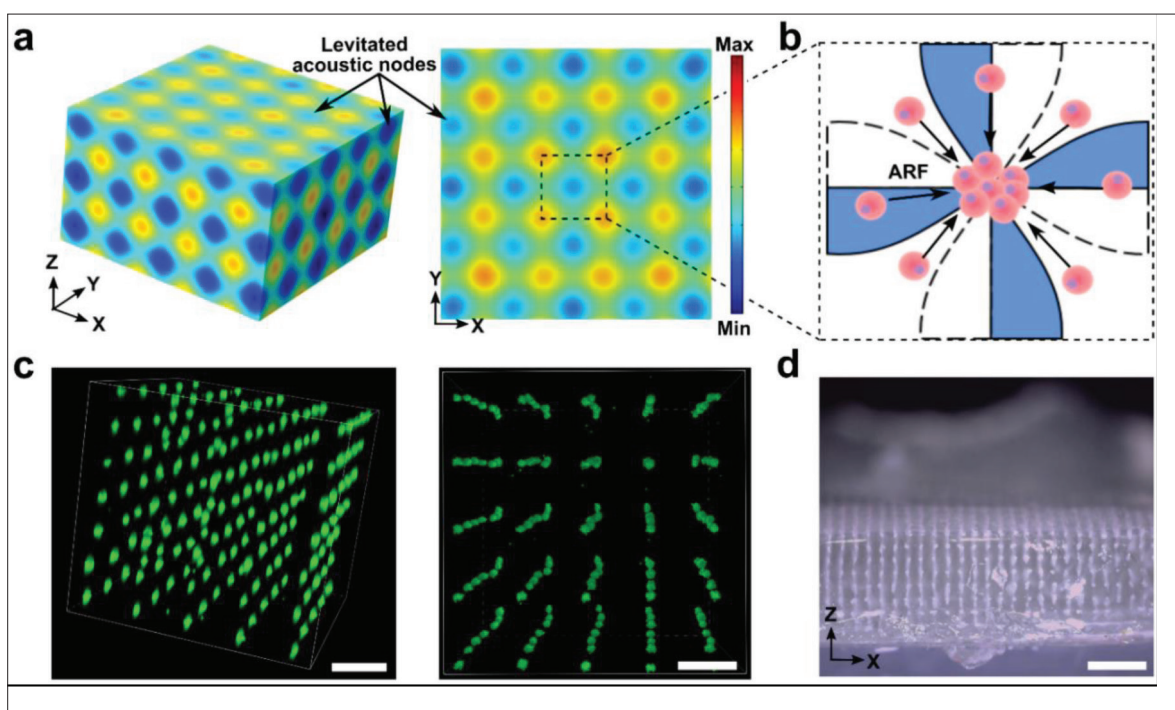 a
Levitated
acoustic nodes
Max
Min
Z
Y
X
Y
X
b
ARF
c
d
Z
X